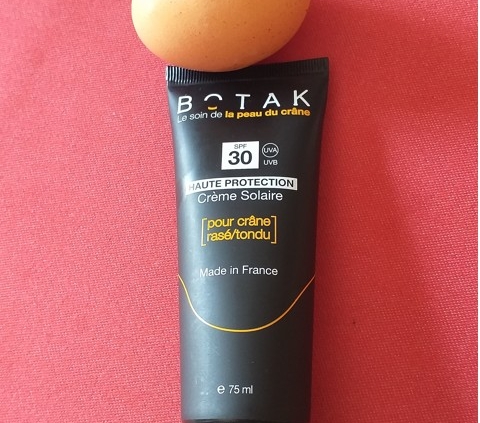 BOTAK
Le soin de la peau du crâne
SPF
30
UVA
UVB
HAUTE PROTECTION
Crème Solaire
[pour crâne
rasé/tondu]
Made in France
℮ 75 ml